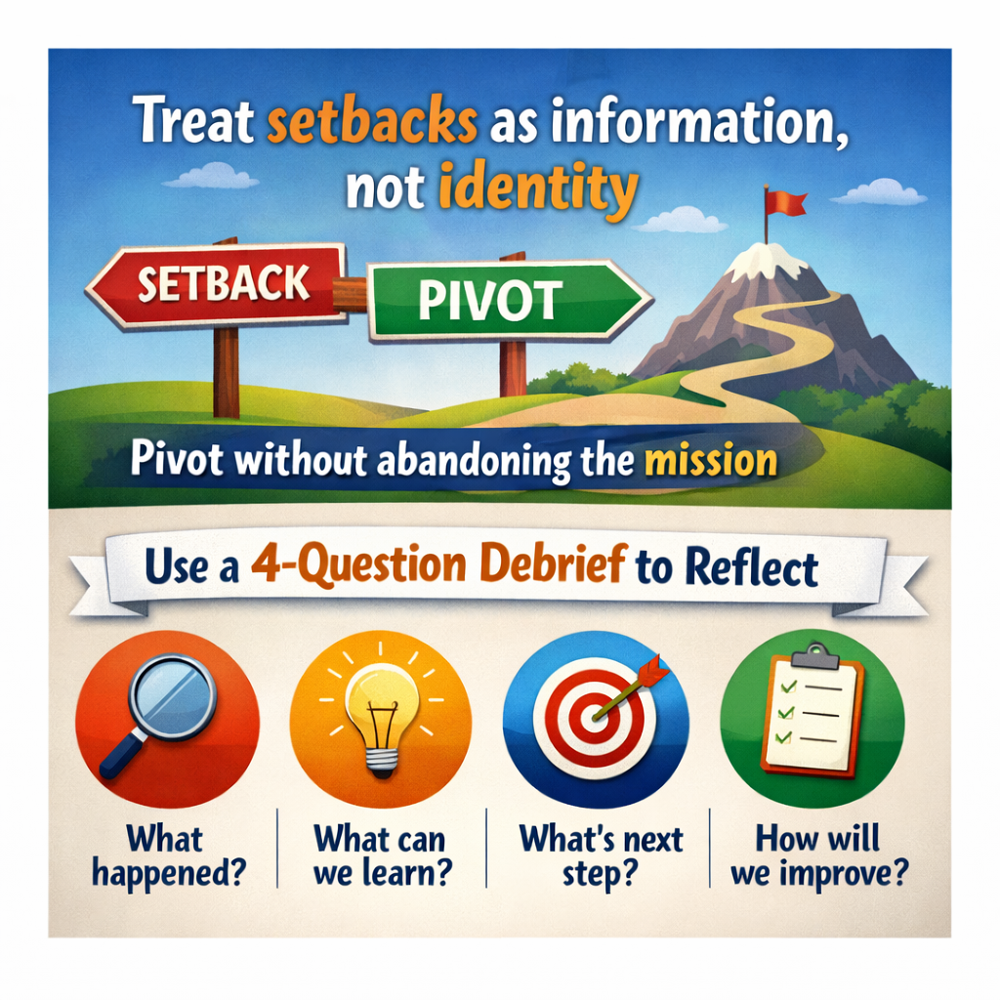 Treat setbacks as information,
not identity
SETBACK
PIVOT
Pivot without abandoning the mission
Use a 4-Question Debrief to Reflect
What
happened?
What can
we learn?
What's next
step?
How will
we improve?